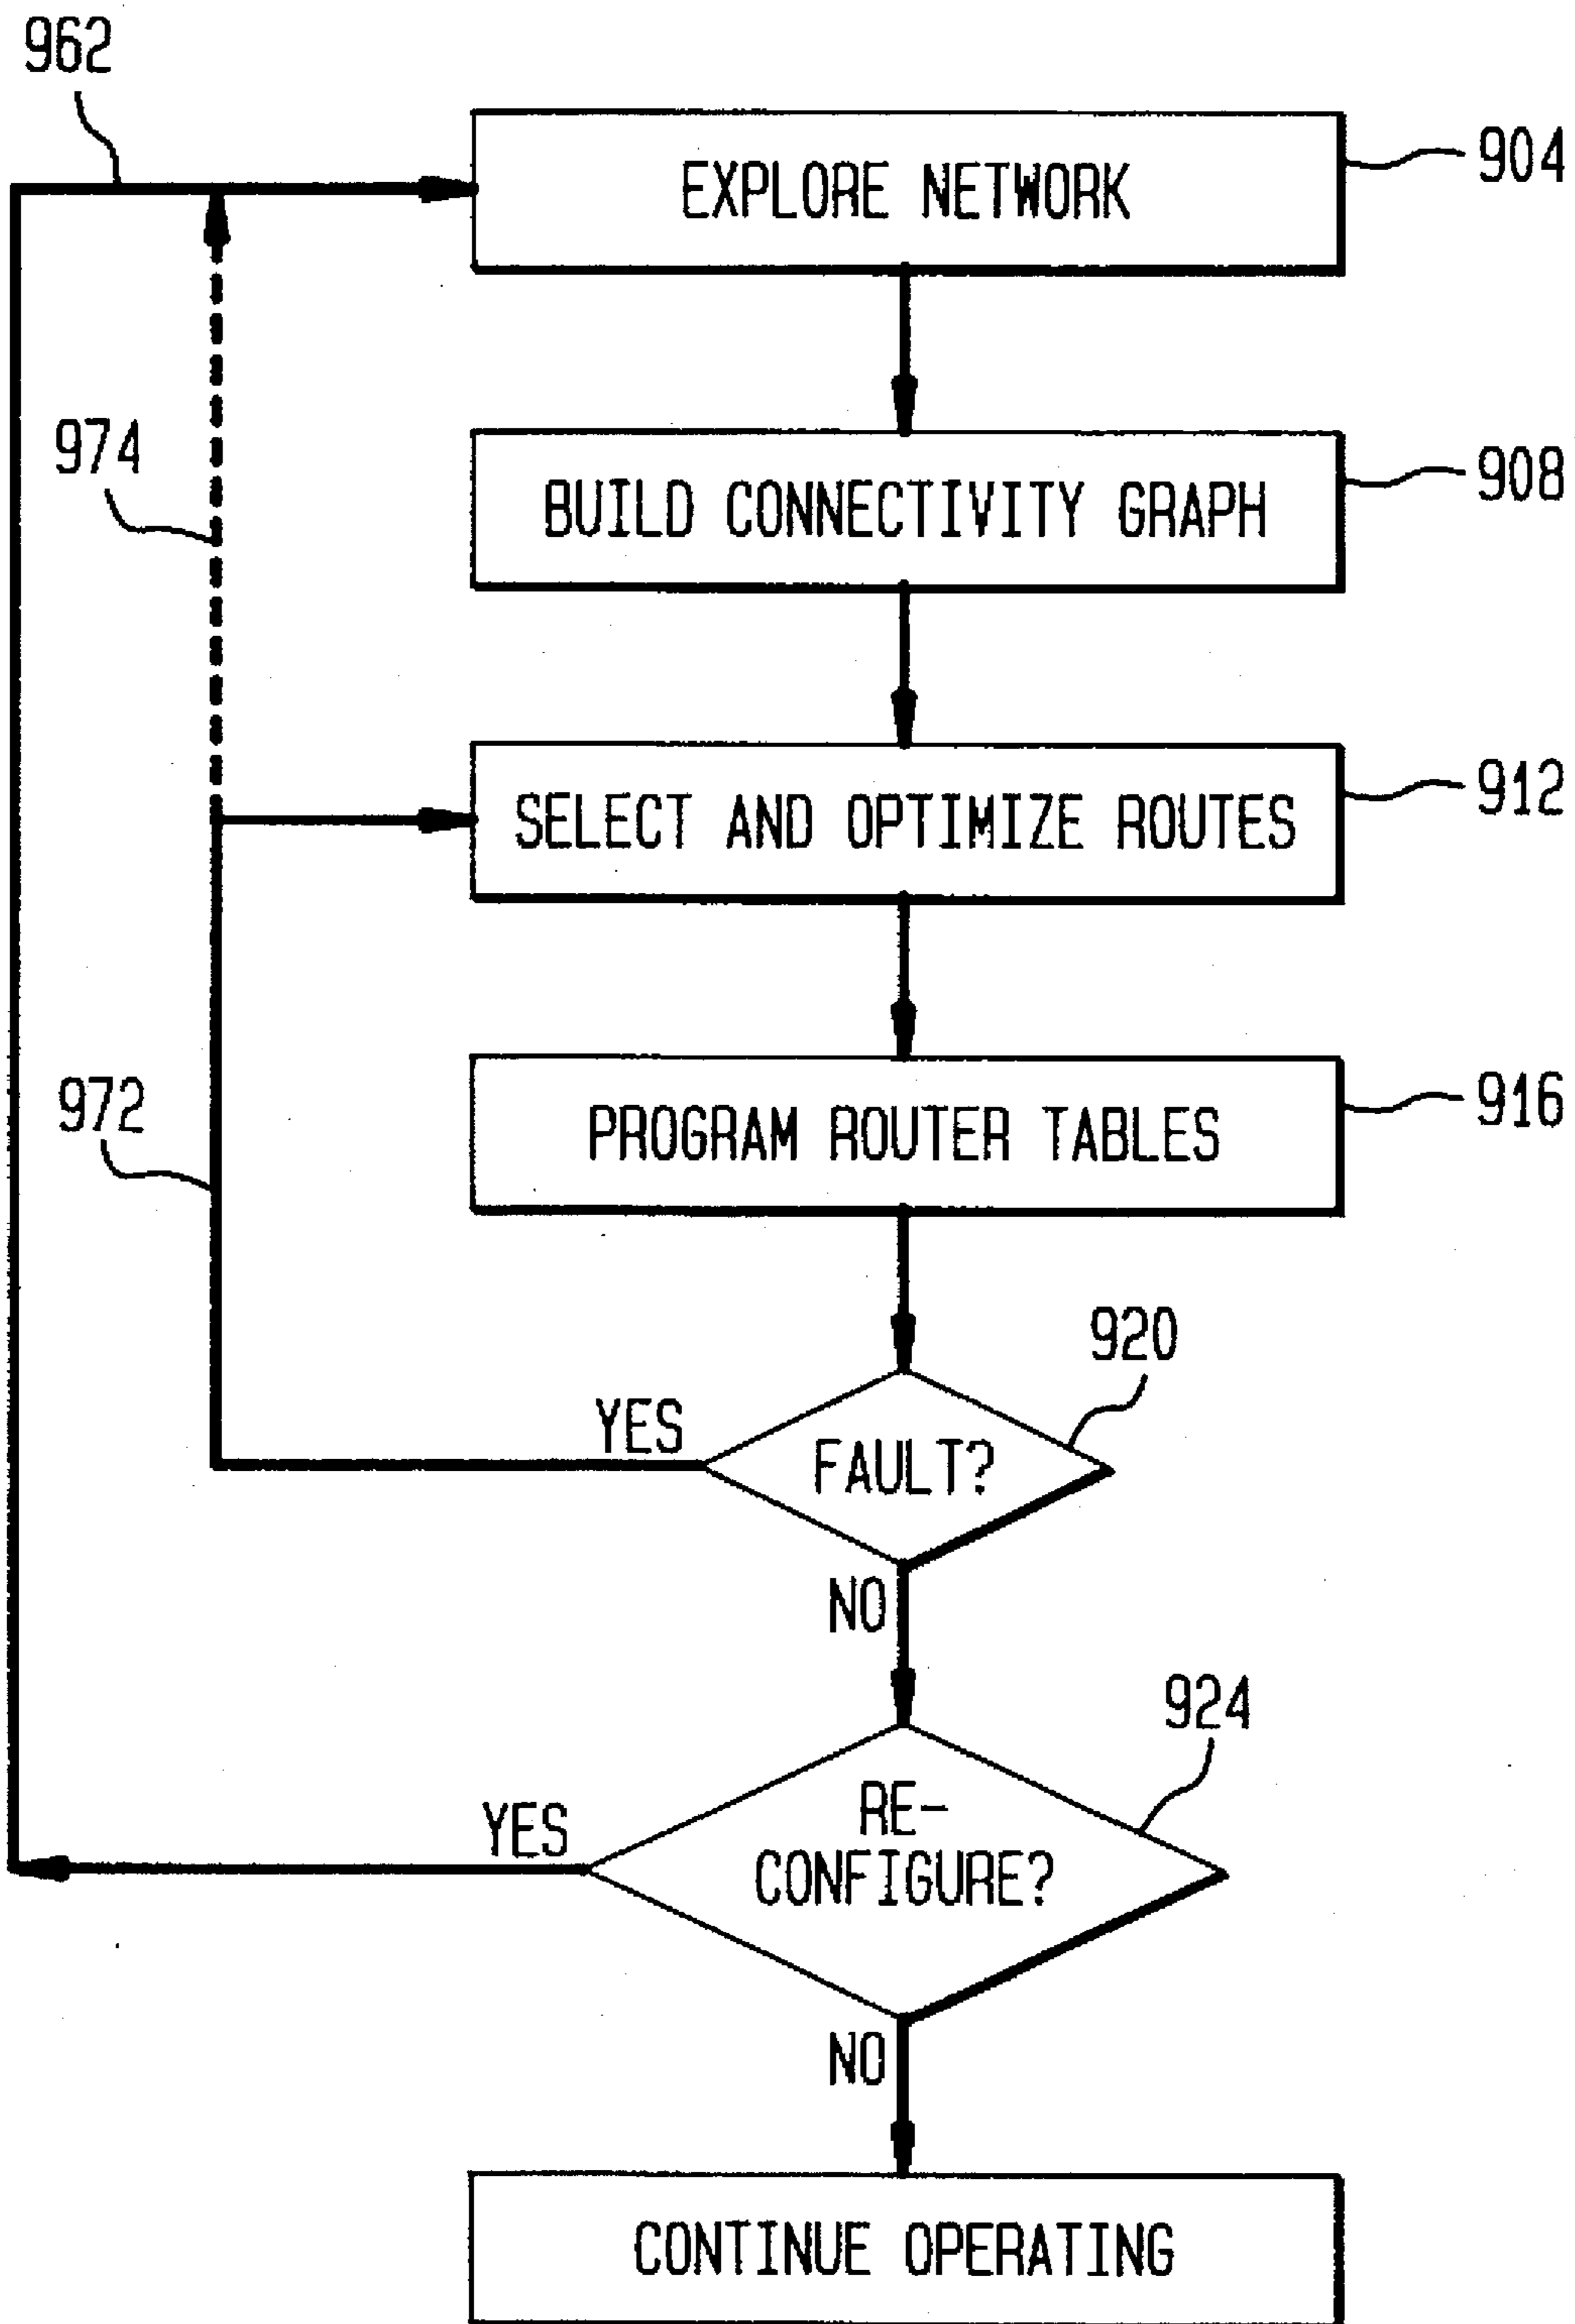 962
EXPLORE NETWORK
904
974
BUILD CONNECTIVITY GRAPH
908
SELECT AND OPTIMIZE ROUTES
912
972
PROGRAM ROUTER TABLES
916
920
YES
FAULT?
NO
924
YES
RE-
CONFIGURE?
NO
CONTINUE OPERATING